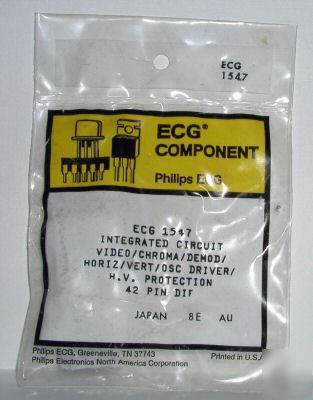 ECG
1547
ECG® COMPONENT
Philips ECG
ECG 1547
INTEGRATED CIRCUIT
VIDEO/CHROMA/DEMOD/
HORIZ/VERT/OSC DRIVER/
H.V. PROTECTION
42 PIN DIP
JAPAN 8E AU
Philips ECG, Greeneville, TN 37743
Philips Electronics North America Corporation
Printed in U.S.A